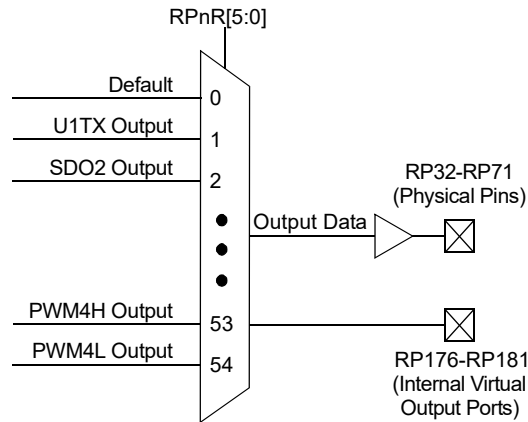 RPnR[5:0]
Default
0
U1TX Output
1
SDO2 Output
2
RP32-RP71
(Physical Pins)
Output Data
PWM4H Output
53
PWM4L Output
54
RP176-RP181
(Internal Virtual
Output Ports)